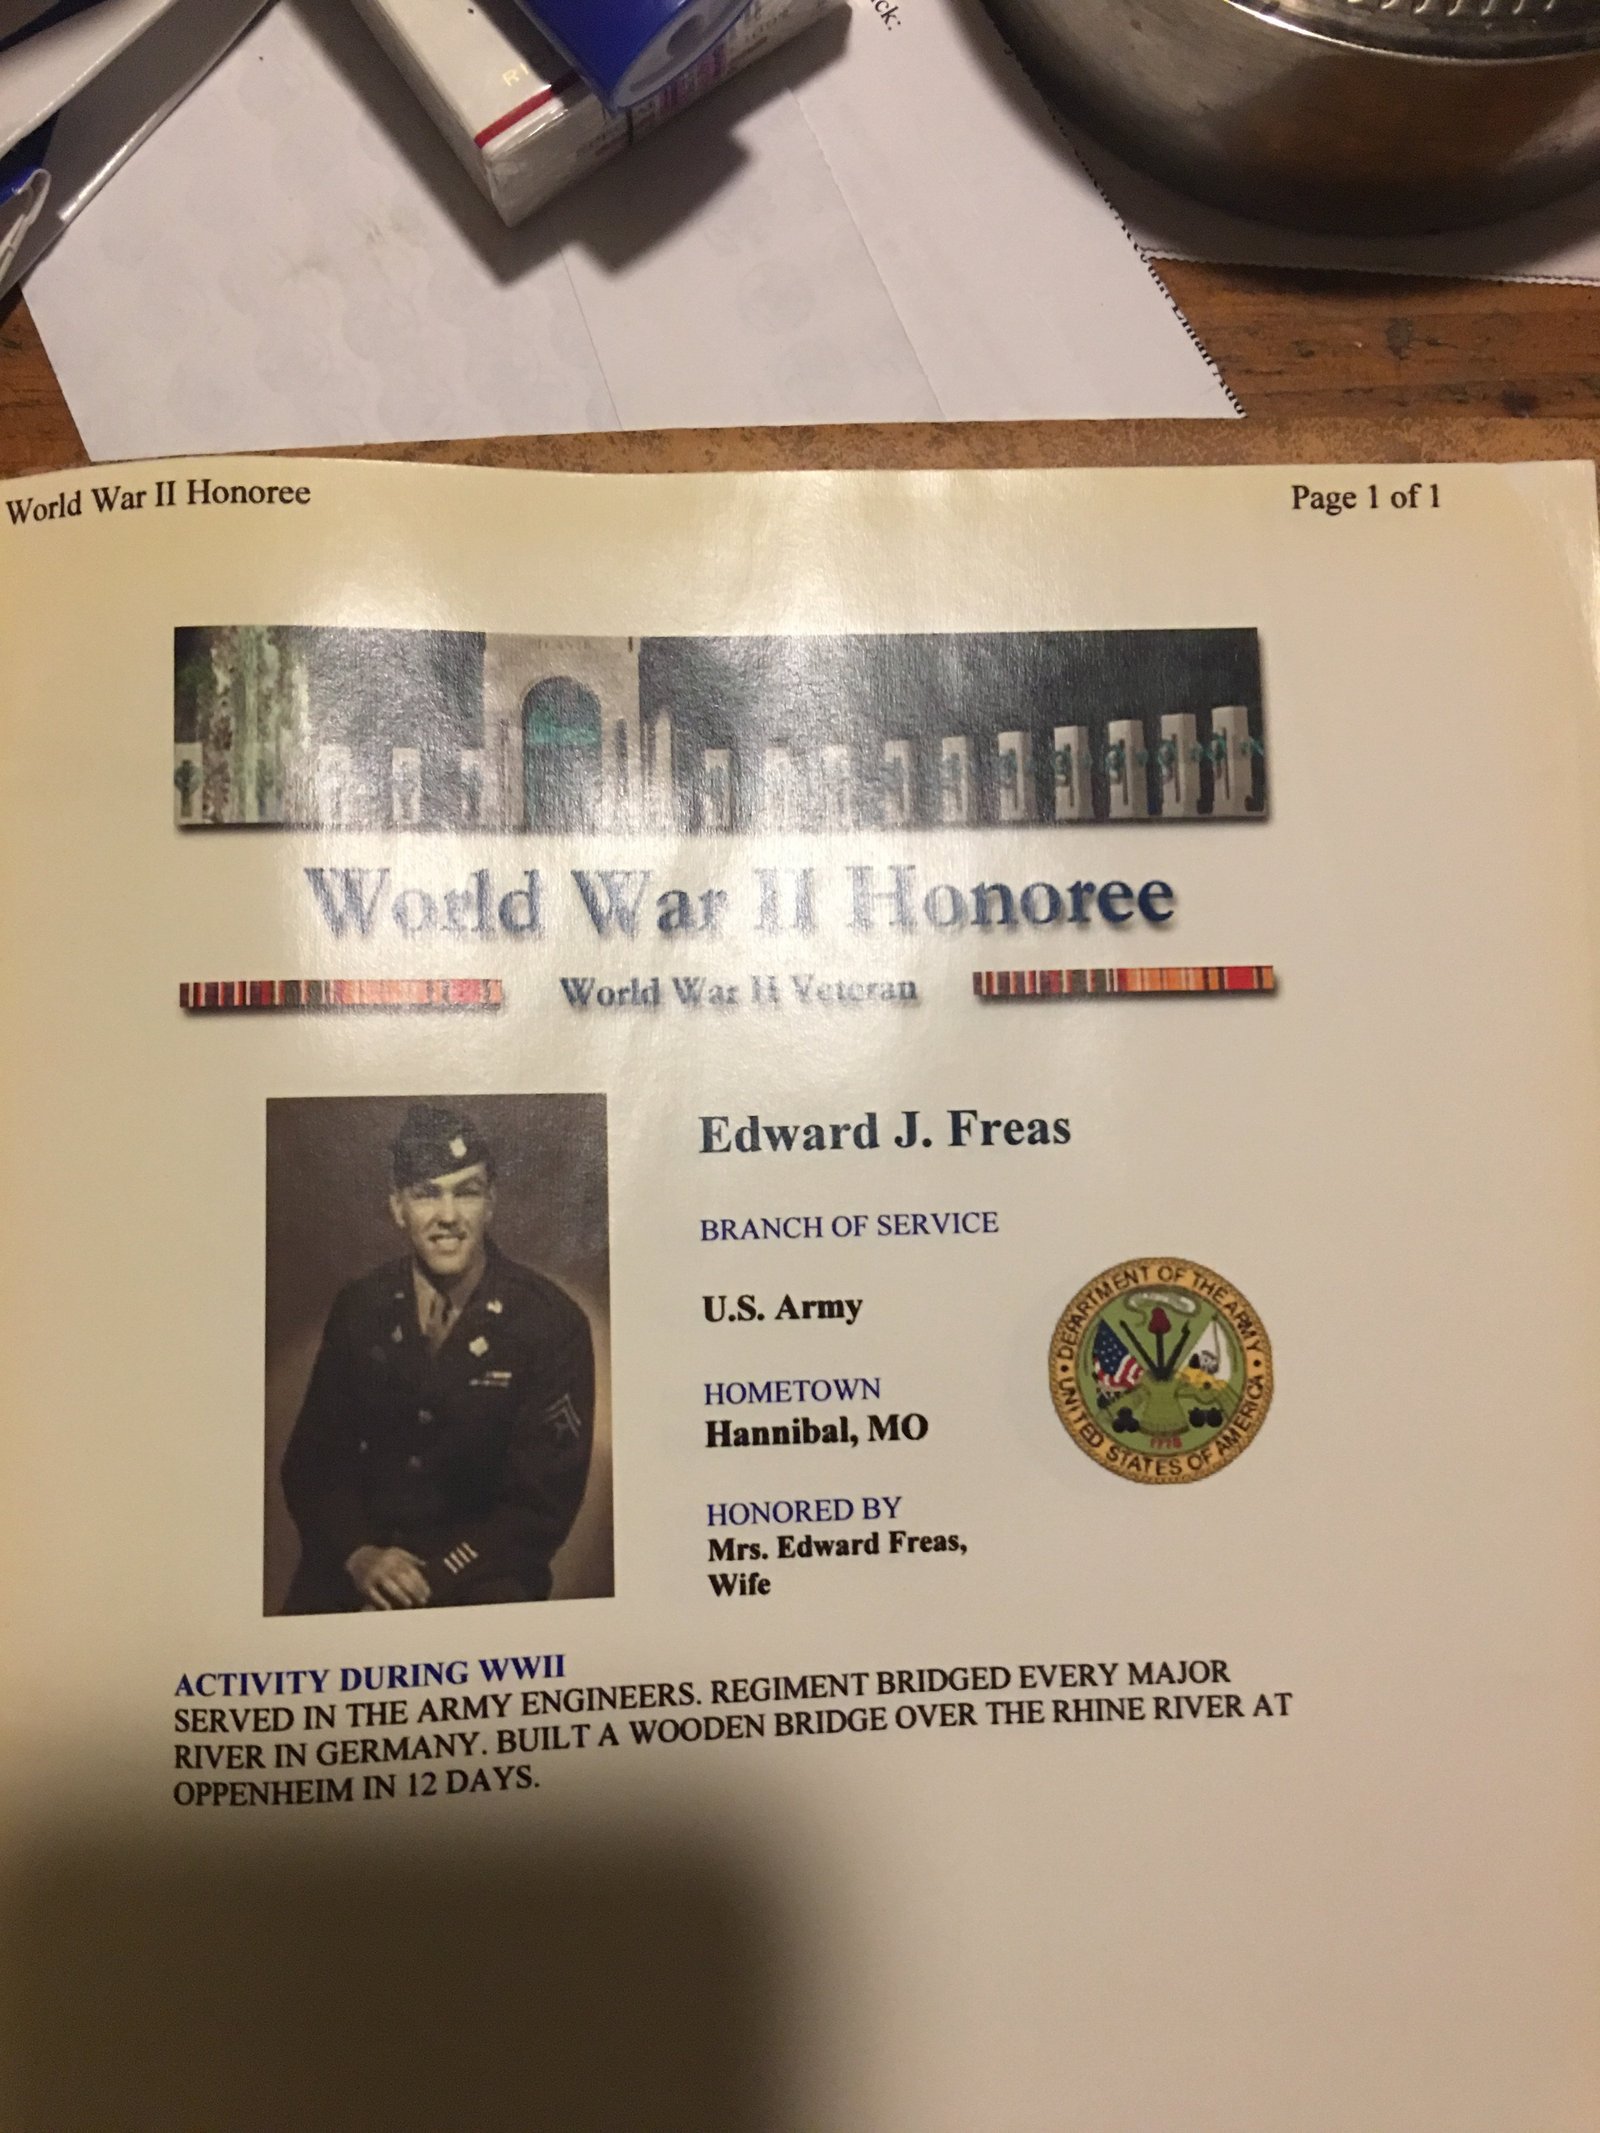 ck:
RI
World War II Honoree
Page 1 of 1
World War II Honoree
World War II Veteran
Edward J. Freas
BRANCH OF SERVICE
U.S. Army
DEPARTMENT OF THE ARMY
UNITED STATES OF AMERICA
1775
HOMETOWN
Hannibal, MO
HONORED BY
Mrs. Edward Freas,
Wife
ACTIVITY DURING WWII
SERVED IN THE ARMY ENGINEERS. REGIMENT BRIDGED EVERY MAJOR
RIVER IN GERMANY. BUILT A WOODEN BRIDGE OVER THE RHINE RIVER AT
OPPENHEIM IN 12 DAYS.